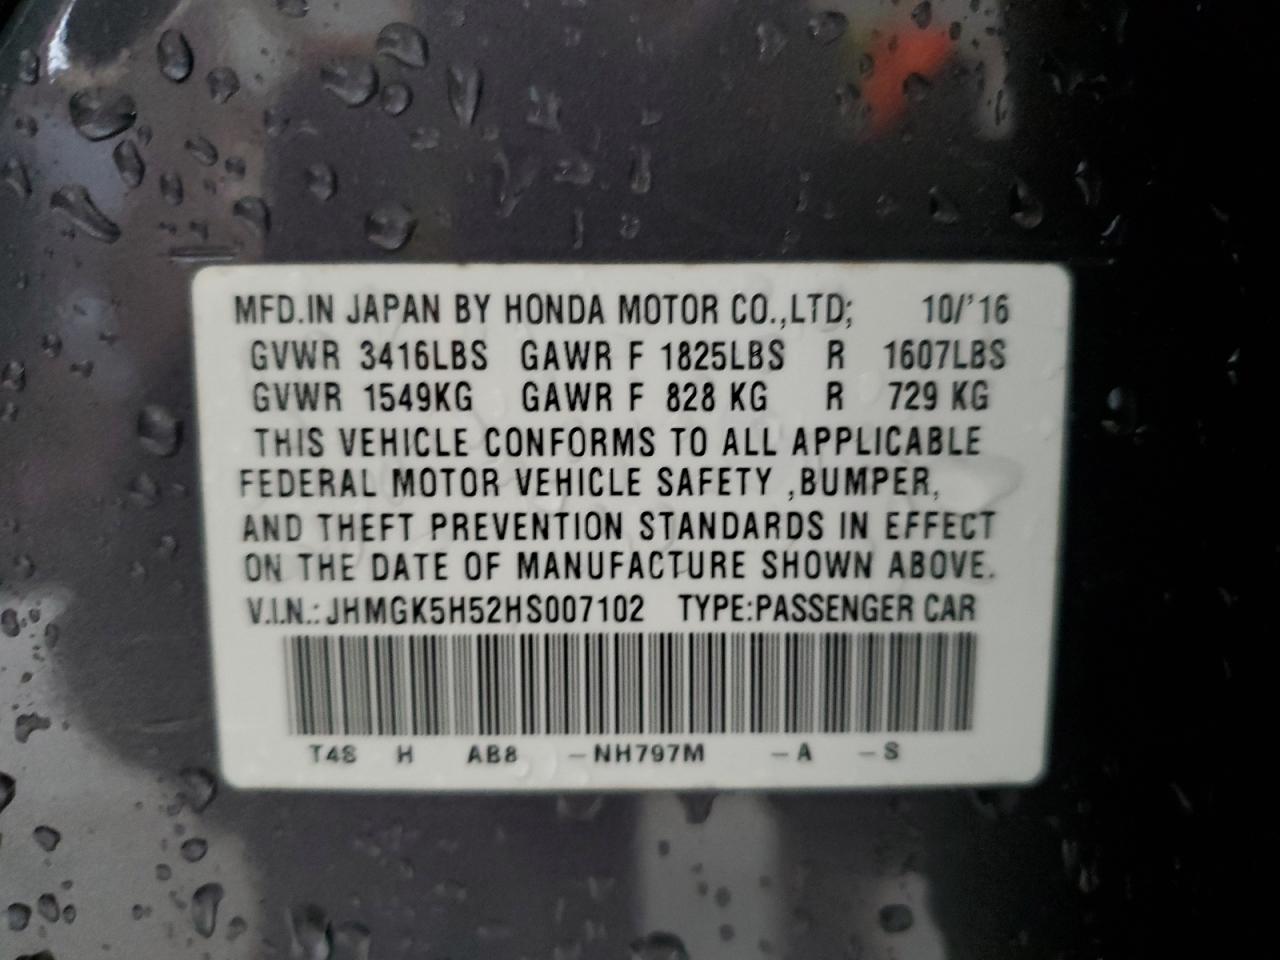 MFD.IN JAPAN BY HONDA MOTOR CO.,LTD; 10/'16
GVWR 3416LBS GAWR F 1825LBS R 1607LBS
GVWR 1549KG GAWR F 828 KG R 729 KG
THIS VEHICLE CONFORMS TO ALL APPLICABLE
FEDERAL MOTOR VEHICLE SAFETY ,BUMPER,
AND THEFT PREVENTION STANDARDS IN EFFECT
ON THE DATE OF MANUFACTURE SHOWN ABOVE.
V.I.N.: JHMGK5H52HS007102 TYPE:PASSENGER CAR
T4S H AB8 -NH797M -A -S